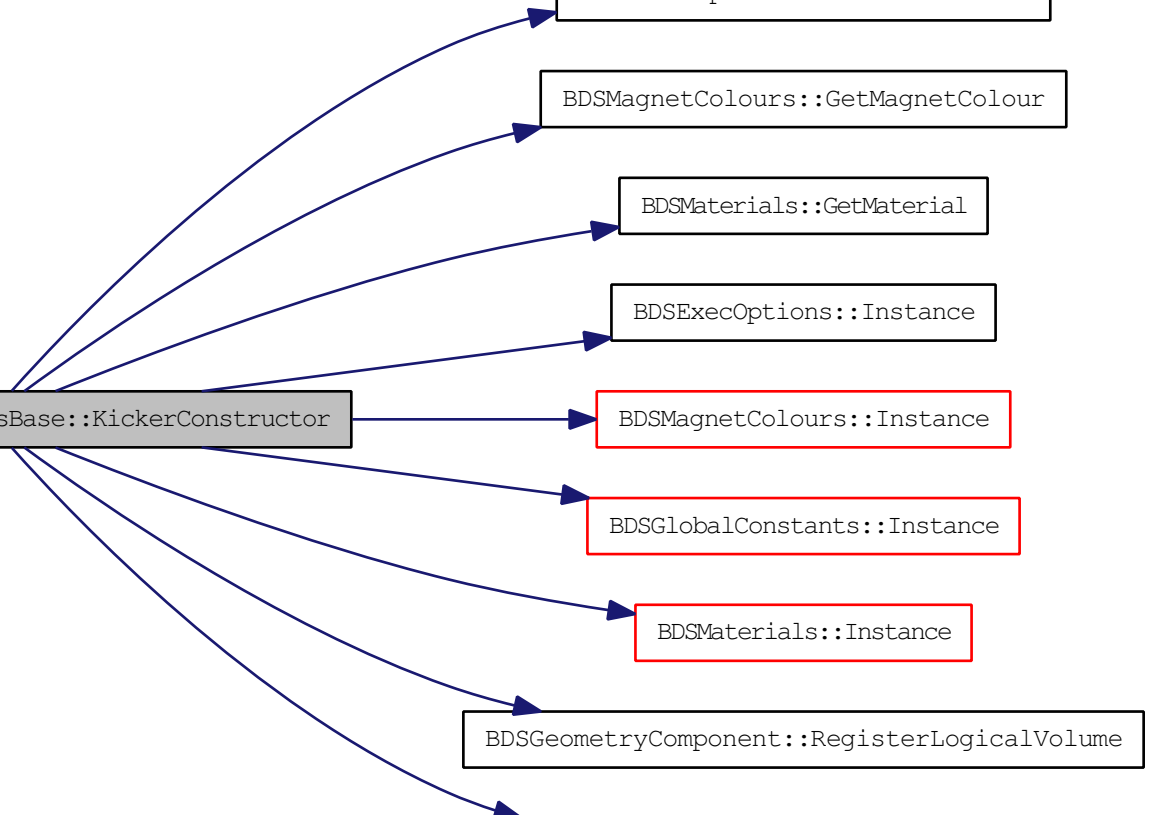 BDSMagnetColours::GetMagnetColour
BDSMaterials::GetMaterial
BDSExecOptions::Instance
sBase::KickerConstructor
BDSMagnetColours::Instance
BDSGlobalConstants::Instance
BDSMaterials::Instance
BDSGeometryComponent::RegisterLogicalVolume